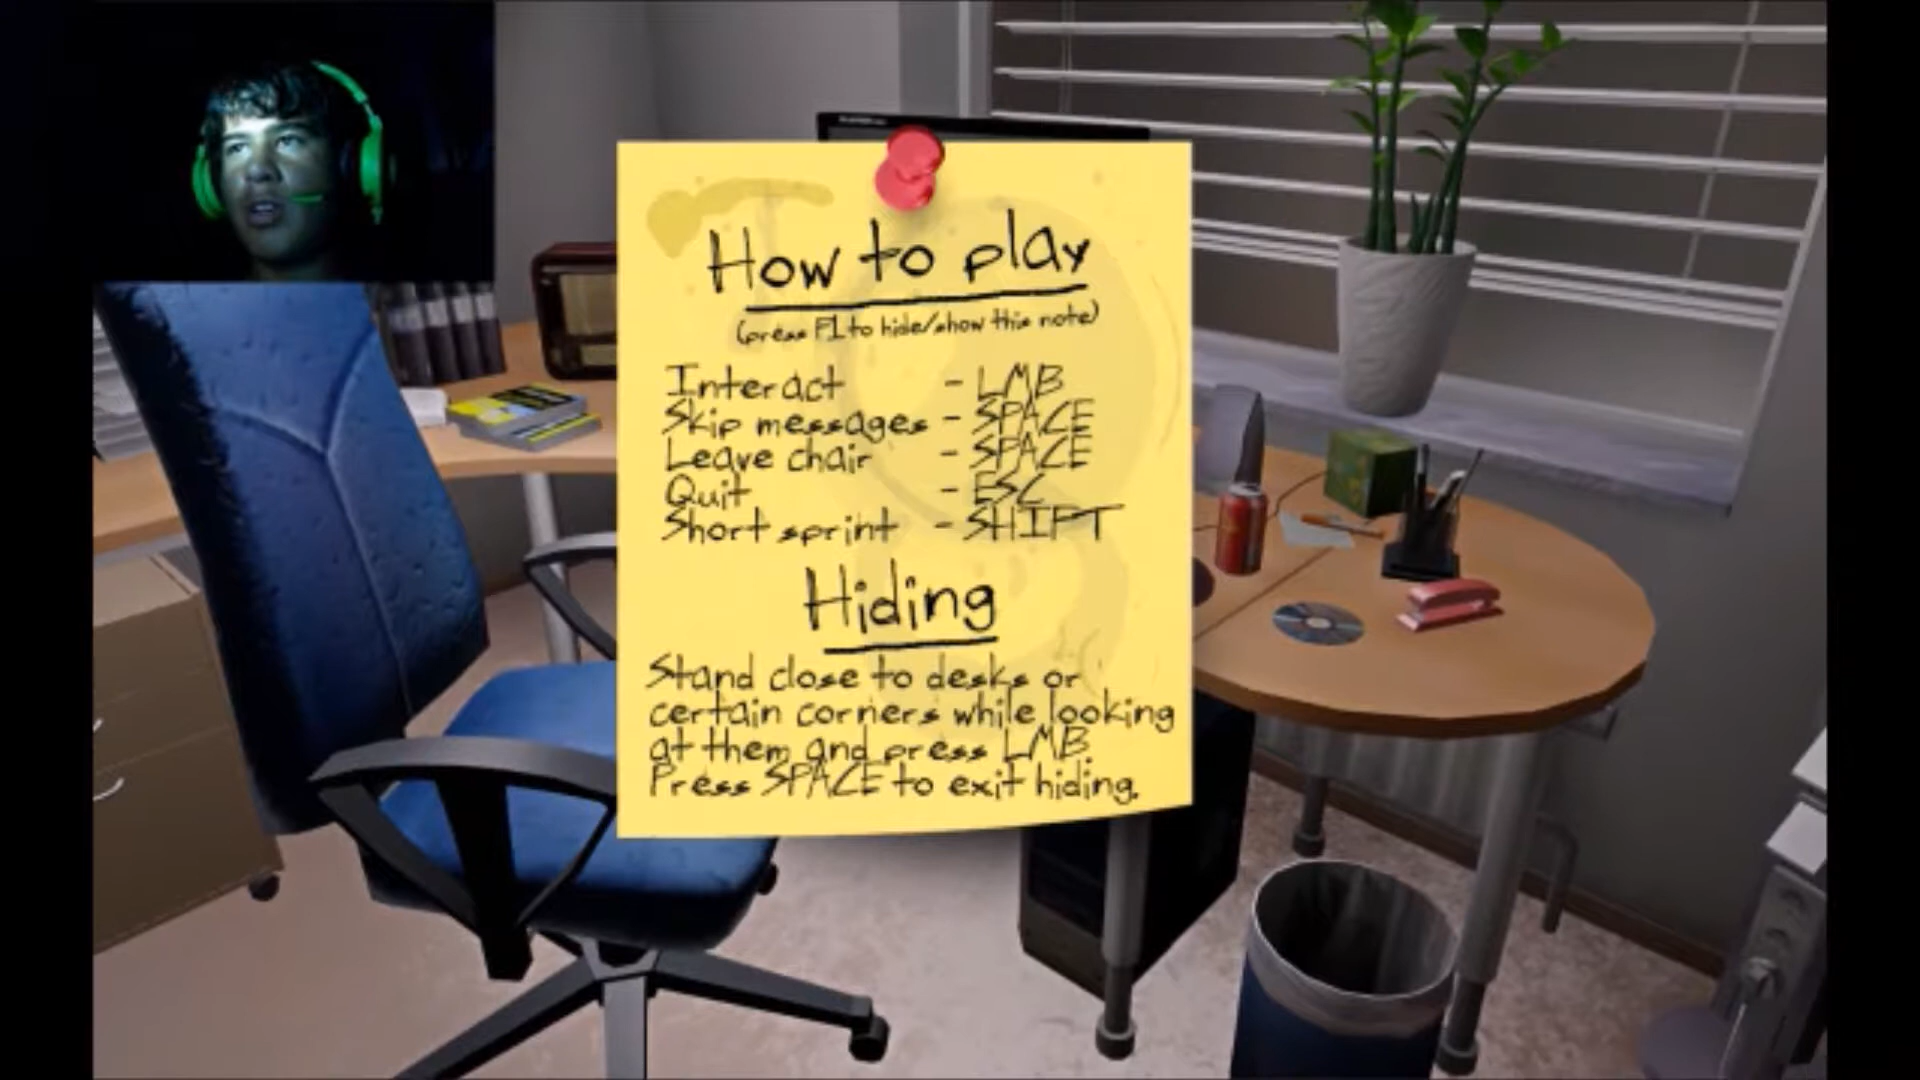 How to play
(press F1 to hide/show this note)
Interact - LMB
Skip messages - SPACE
Leave chair - SPACE
Quit - ESC
Short sprint - SHIFT
Hiding
Stand close to desks or
certain corners while looking
at them and press LMB
Press SPACE to exit hiding.